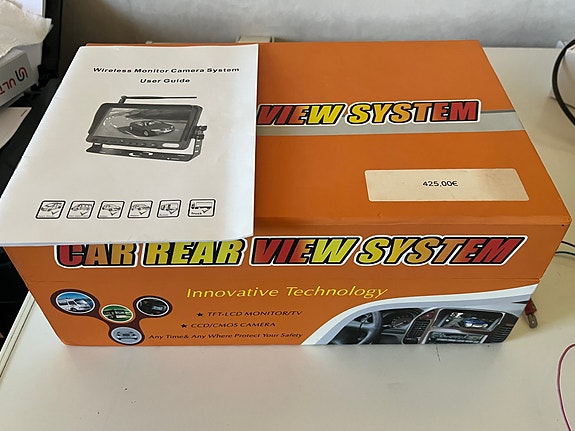 Wireless Monitor Camera System
User Guide
VIEW SYSTEM
425,00€
CAR REAR VIEW SYSTEM
Innovative Technology
★ TFT-LCD MONITOR/TV
★ CCD/CMOS CAMERA
Any Time& Any Where Protect Your Safety
ULT